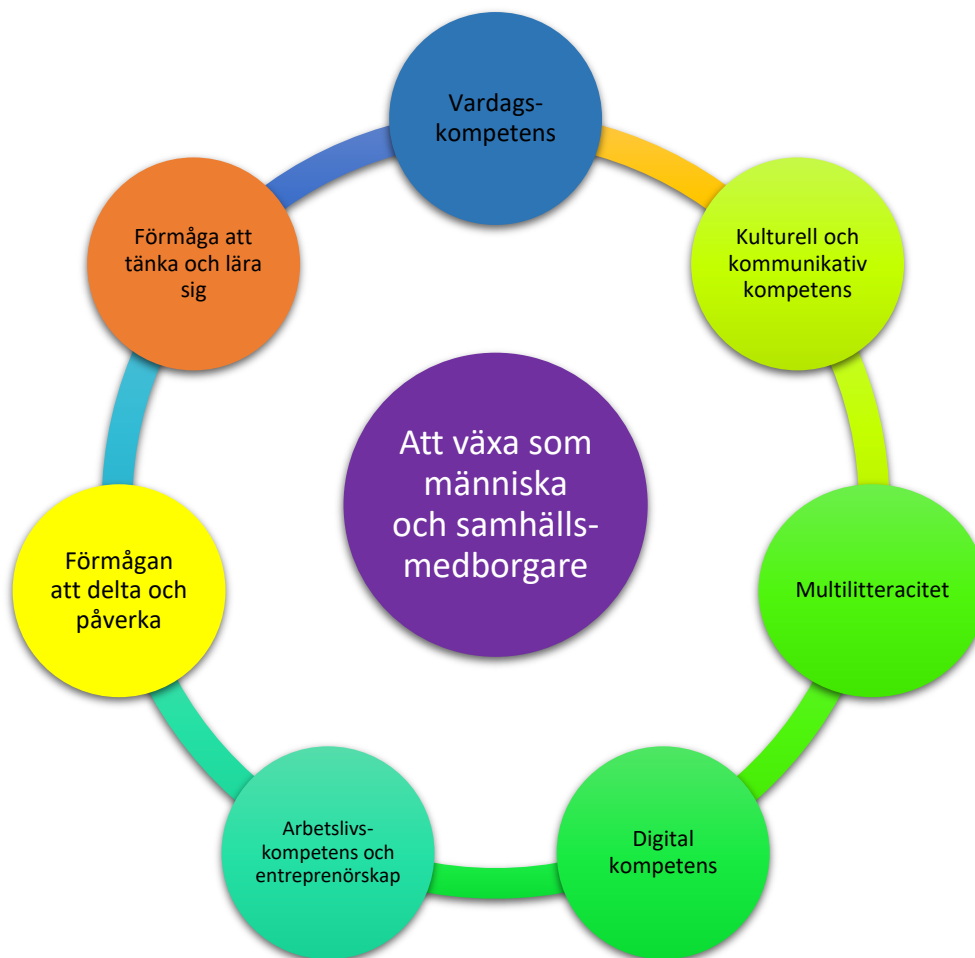 Vardags-
kompetens
Kulturell och
kommunikativ
kompetens
Multilitteracitet
Digital
kompetens
Arbetslivs-
kompetens och
entreprenörskap
Förmågan
att delta och
påverka
Förmåga att
tänka och lära
sig
Att växa som
människa
och samhälls-
medborgare